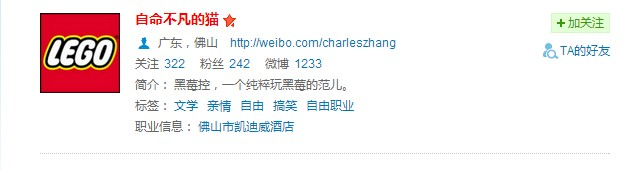 LEGO
自命不凡的猫
+加关注
广东，佛山 http://weibo.com/charleszhang
TA的好友
关注 322 粉丝 242 微博 1233
简介：黑莓控，一个纯粹玩黑莓的范儿。
标签：文学 亲情 自由 搞笑 自由职业
职业信息：佛山市凯迪威酒店